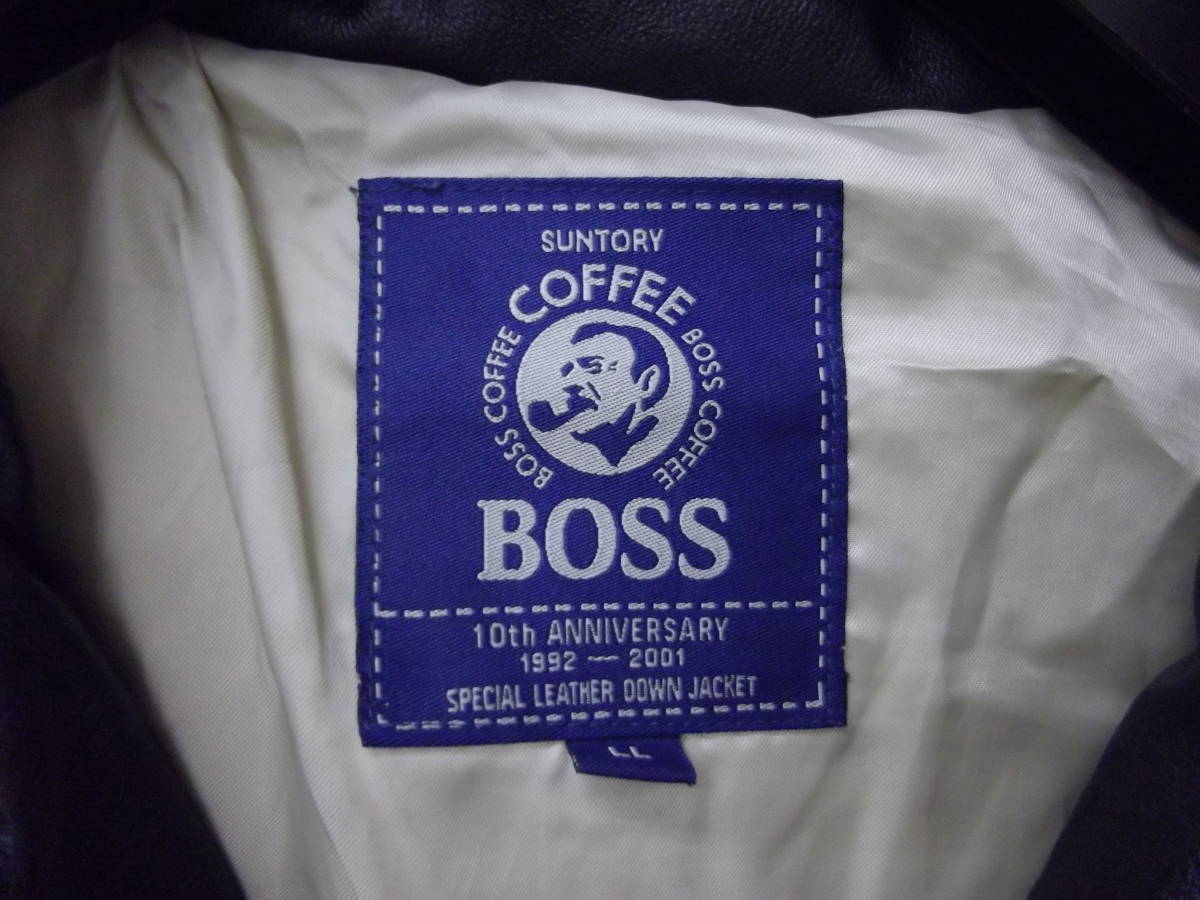 SUNTORY
COFFEE
BOSS COFFEE
BOSS COFFEE
BOSS
10th ANNIVERSARY
1992 ~ 2001
SPECIAL LEATHER DOWN JACKET
LL